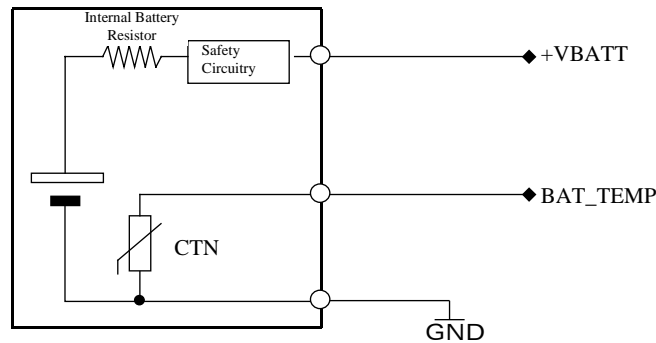 Internal Battery
Resistor
Safety
Circuitry
+VBATT
BAT_TEMP
CTN
GND